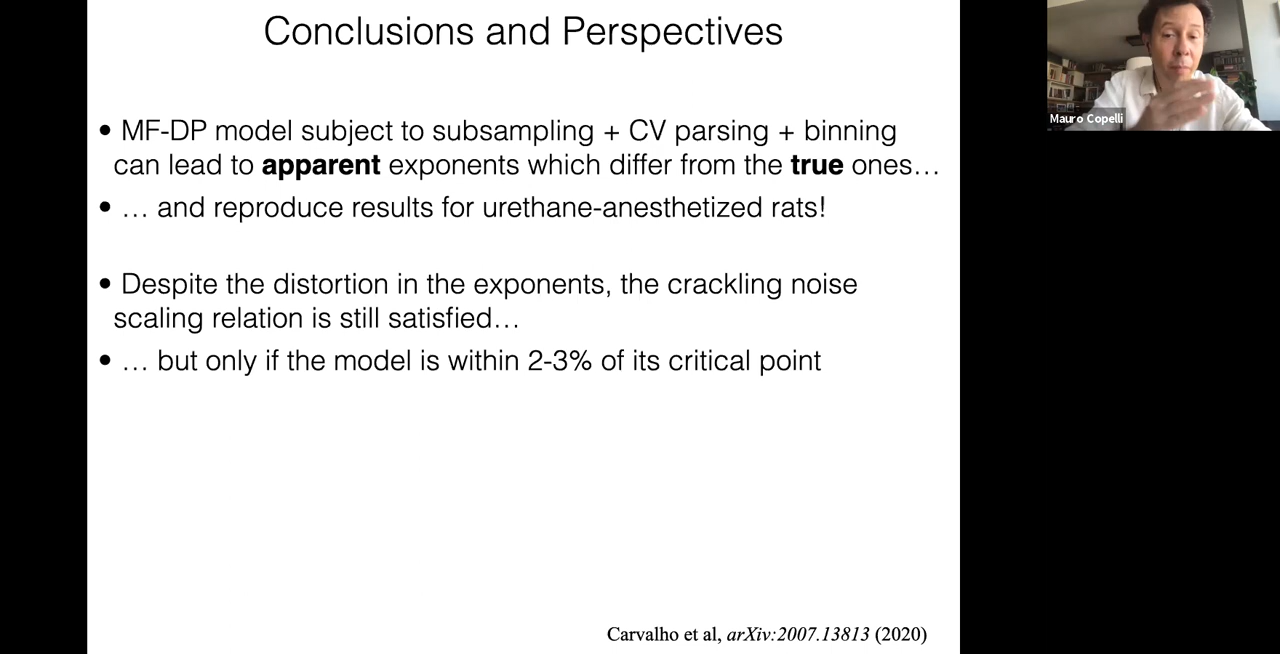 Conclusions and Perspectives
• MF-DP model subject to subsampling + CV parsing + binning
can lead to apparent exponents which differ from the true ones…
• … and reproduce results for urethane-anesthetized rats!
• Despite the distortion in the exponents, the crackling noise
scaling relation is still satisfied…
• … but only if the model is within 2-3% of its critical point
Carvalho et al, arXiv:2007.13813 (2020)
Mauro Copelli